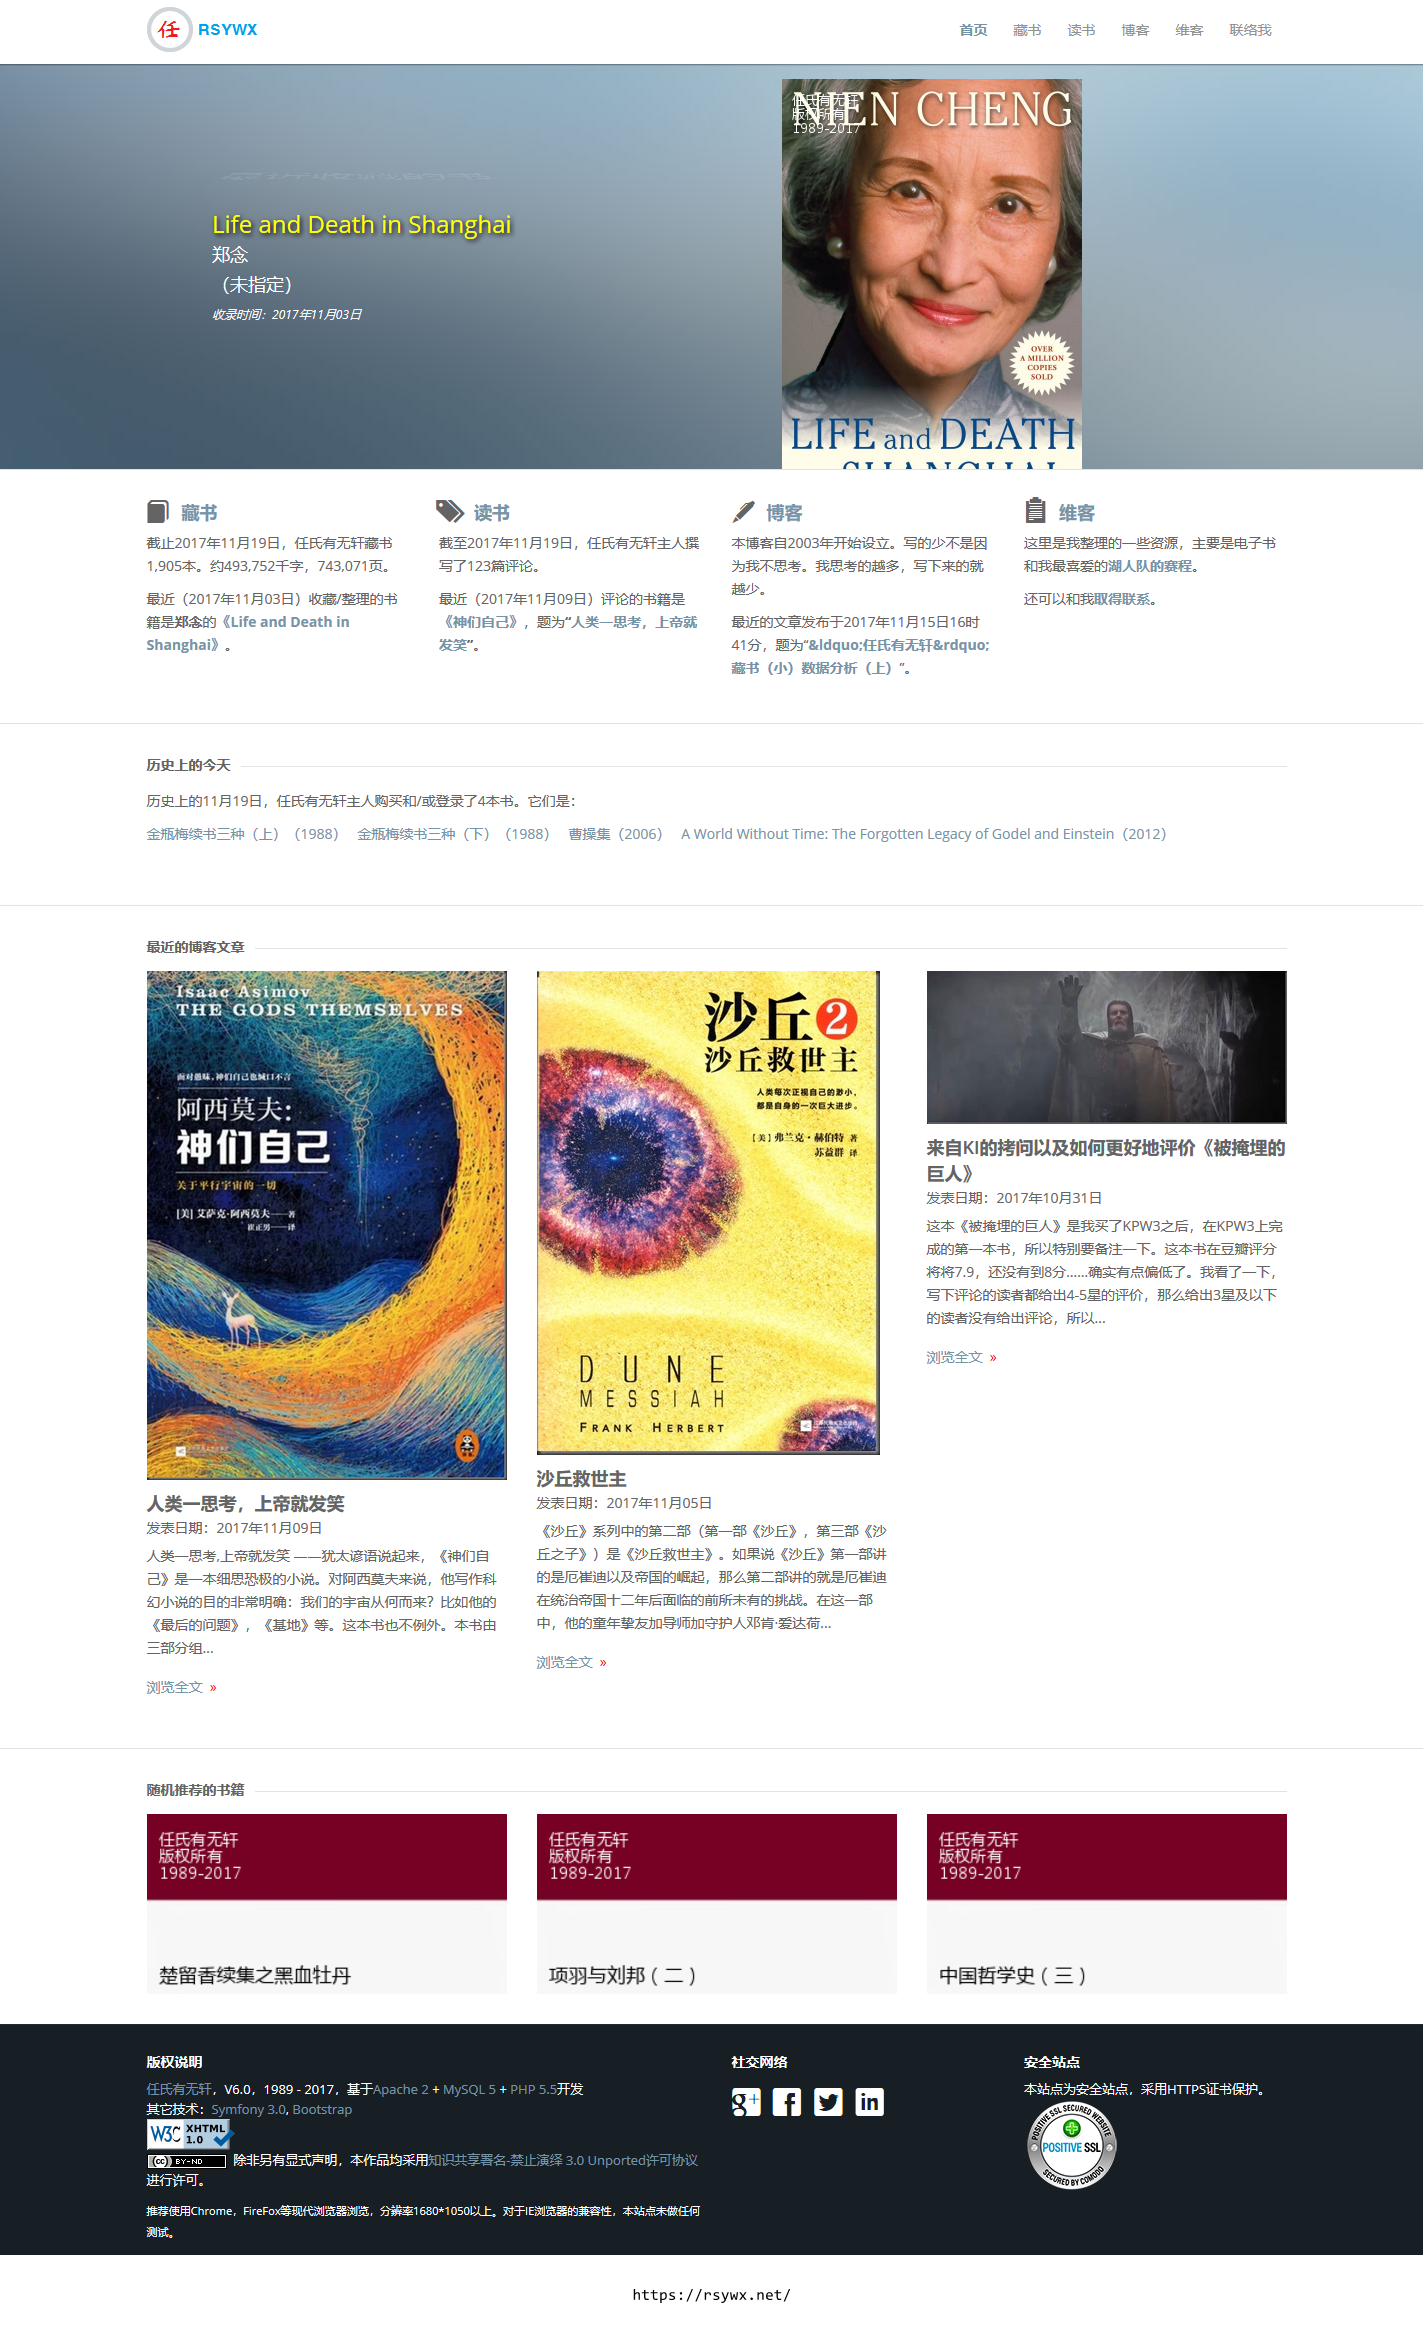 任 RSYWX
首页 藏书 读书 博客 维客 联络我
任氏有无轩
版权所有
1989-2017
NIEN CHENG
Life and Death in Shanghai
郑念
（未指定）
收录时间：2017年11月03日
OVER
A MILLION
COPIES
SOLD
LIFE and DEATH
SHANGHAI
藏书
截止2017年11月19日，任氏有无轩藏书
1,905本。约493,752千字，743,071页。
最近（2017年11月03日）收藏/整理的书
籍是郑念的《Life and Death in
Shanghai》。
读书
截至2017年11月19日，任氏有无轩主人撰
写了123篇评论。
最近（2017年11月09日）评论的书籍是
《神们自己》，题为“人类一思考，上帝就
发笑”。
博客
本博客自2003年开始设立。写的少不是因
为我不思考。我思考的越多，写下来的就
越少。
最近的文章发布于2017年11月15日16时
41分，题为“&ldquo;任氏有无轩&rdquo;
藏书（小）数据分析（上）”。
维客
这里是我整理的一些资源，主要是电子书
和我最喜爱的湖人队的赛程。
还可以和我取得联系。
历史上的今天
历史上的11月19日，任氏有无轩主人购买和/或登录了4本书。它们是：
金瓶梅续书三种（上）（1988） 金瓶梅续书三种（下）（1988） 曹操集（2006） A World Without Time: The Forgotten Legacy of Godel and Einstein（2012）
最近的博客文章
Isaac Asimov
THE GODS THEMSELVES
面对愚昧，神们自己也缄口不言
阿西莫夫：
神们自己
关于平行宇宙的一切
［美］艾萨克·阿西莫夫——著
崔正男——译
人类一思考，上帝就发笑
发表日期：2017年11月09日
人类一思考,上帝就发笑 ——犹太谚语说起来，《神们自
己》是一本细思恐极的小说。对阿西莫夫来说，他写作科
幻小说的目的非常明确：我们的宇宙从何而来？比如他的
《最后的问题》，《基地》等。这本书也不例外。本书由
三部分组...
浏览全文 »
沙丘2
沙丘救世主
人类每次正视自己的渺小，
都是自身的一次巨大进步。
［美］弗兰克·赫伯特 著
苏益群 译
DUNE
MESSIAH
FRANK HERBERT
沙丘救世主
发表日期：2017年11月05日
《沙丘》系列中的第二部（第一部《沙丘》，第三部《沙
丘之子》）是《沙丘救世主》。如果说《沙丘》第一部讲
的是厄崔迪以及帝国的崛起，那么第二部讲的就是厄崔迪
在统治帝国十二年后面临的前所未有的挑战。在这一部
中，他的童年挚友加导师加守护人邓肯·爱达荷...
浏览全文 »
来自KI的拷问以及如何更好地评价《被掩埋的
巨人》
发表日期：2017年10月31日
这本《被掩埋的巨人》是我买了KPW3之后，在KPW3上完
成的第一本书，所以特别要备注一下。这本书在豆瓣评分
将将7.9，还没有到8分……确实有点偏低了。我看了一下，
写下评论的读者都给出4-5星的评价，那么给出3星及以下
的读者没有给出评论，所以...
浏览全文 »
随机推荐的书籍
任氏有无轩
版权所有
1989-2017
楚留香续集之黑血牡丹
任氏有无轩
版权所有
1989-2017
项羽与刘邦（二）
任氏有无轩
版权所有
1989-2017
中国哲学史（三）
版权说明
任氏有无轩，V6.0，1989 - 2017，基于Apache 2 + MySQL 5 + PHP 5.5开发
其它技术：Symfony 3.0, Bootstrap
W3C XHTML 1.0
(cc) BY-ND 除非另有显式声明，本作品均采用知识共享署名-禁止演绎 3.0 Unported许可协议
进行许可。
推荐使用Chrome，FireFox等现代浏览器浏览，分辨率1680*1050以上。对于IE浏览器的兼容性，本站点未做任何
测试。
社交网络
g+ f in
安全站点
本站点为安全站点，采用HTTPS证书保护。
POSITIVE SSL SECURED WEBSITE
POSITIVE SSL
SECURED BY COMODO
https://rsywx.net/